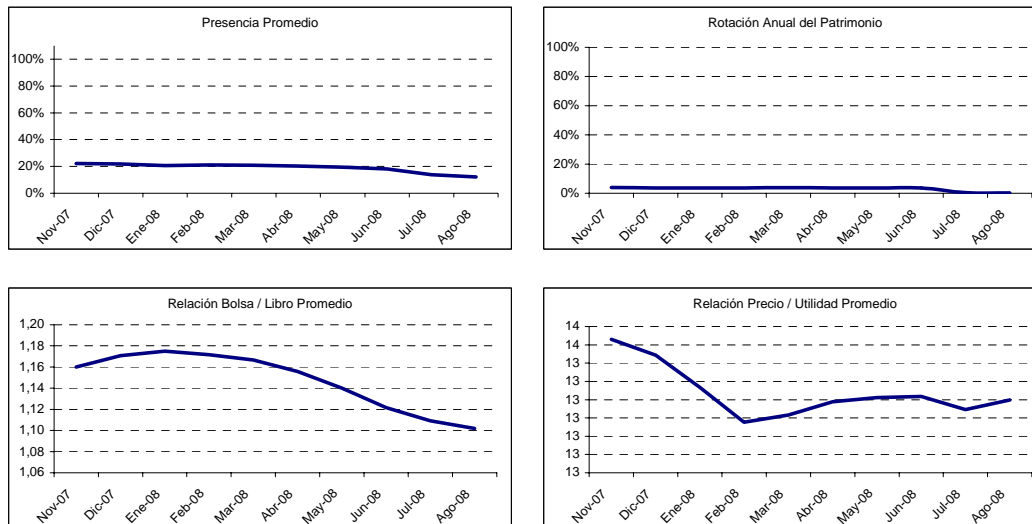 Presencia Promedio
100%
80%
60%
40%
20%
0%
Nov-07
Dic-07
Ene-08
Feb-08
Mar-08
Abr-08
May-08
Jun-08
Jul-08
Ago-08
Rotación Anual del Patrimonio
100%
80%
60%
40%
20%
0%
Nov-07
Dic-07
Ene-08
Feb-08
Mar-08
Abr-08
May-08
Jun-08
Jul-08
Ago-08
Relación Bolsa / Libro Promedio
1,20
1,18
1,16
1,14
1,12
1,10
1,08
1,06
Nov-07
Dic-07
Ene-08
Feb-08
Mar-08
Abr-08
May-08
Jun-08
Jul-08
Ago-08
Relación Precio / Utilidad Promedio
14
14
13
13
13
13
13
13
13
Nov-07
Dic-07
Ene-08
Feb-08
Mar-08
Abr-08
May-08
Jun-08
Jul-08
Ago-08